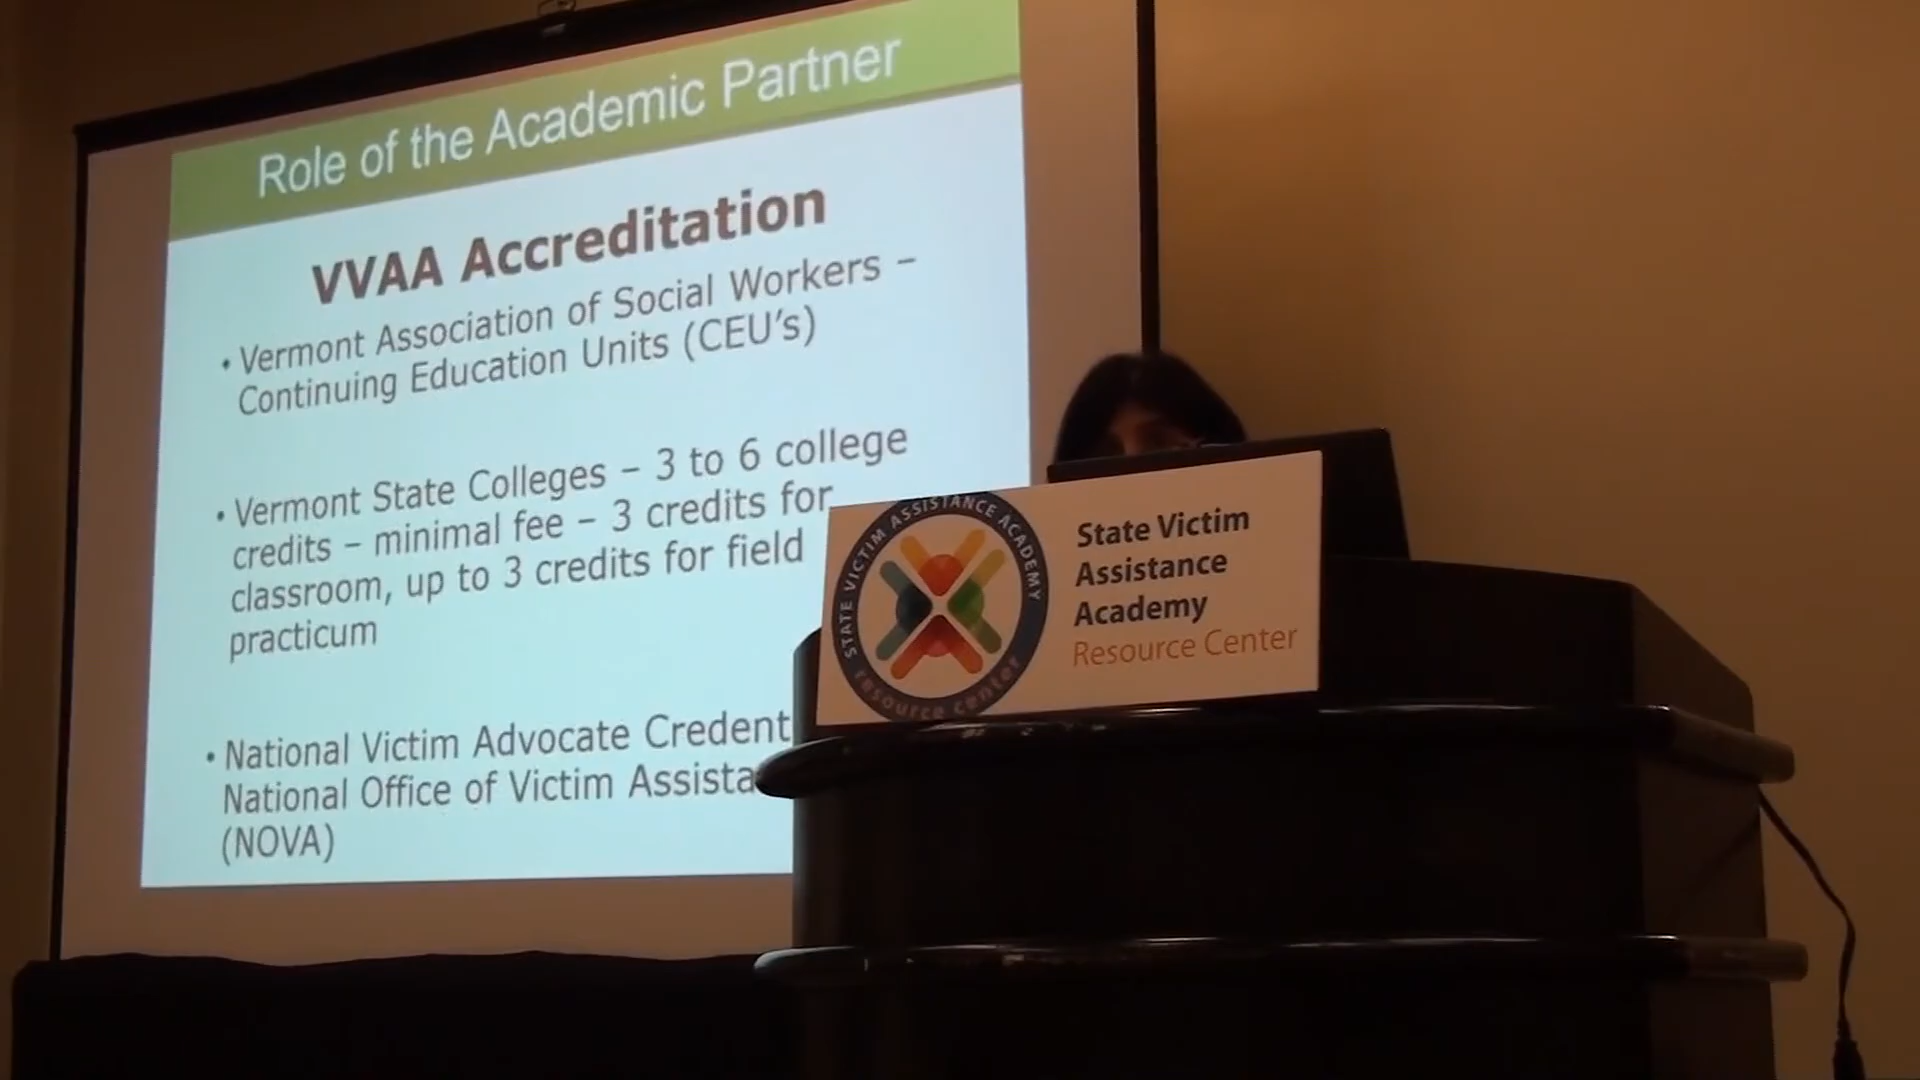 Role of the Academic Partner
VVAA Accreditation
• Vermont Association of Social Workers –
Continuing Education Units (CEU's)
• Vermont State Colleges – 3 to 6 college
credits – minimal fee – 3 credits for
classroom, up to 3 credits for field
practicum
• National Victim Advocate Credent
National Office of Victim Assista
(NOVA)
STATE VICTIM ASSISTANCE ACADEMY
resource center
State Victim
Assistance
Academy
Resource Center